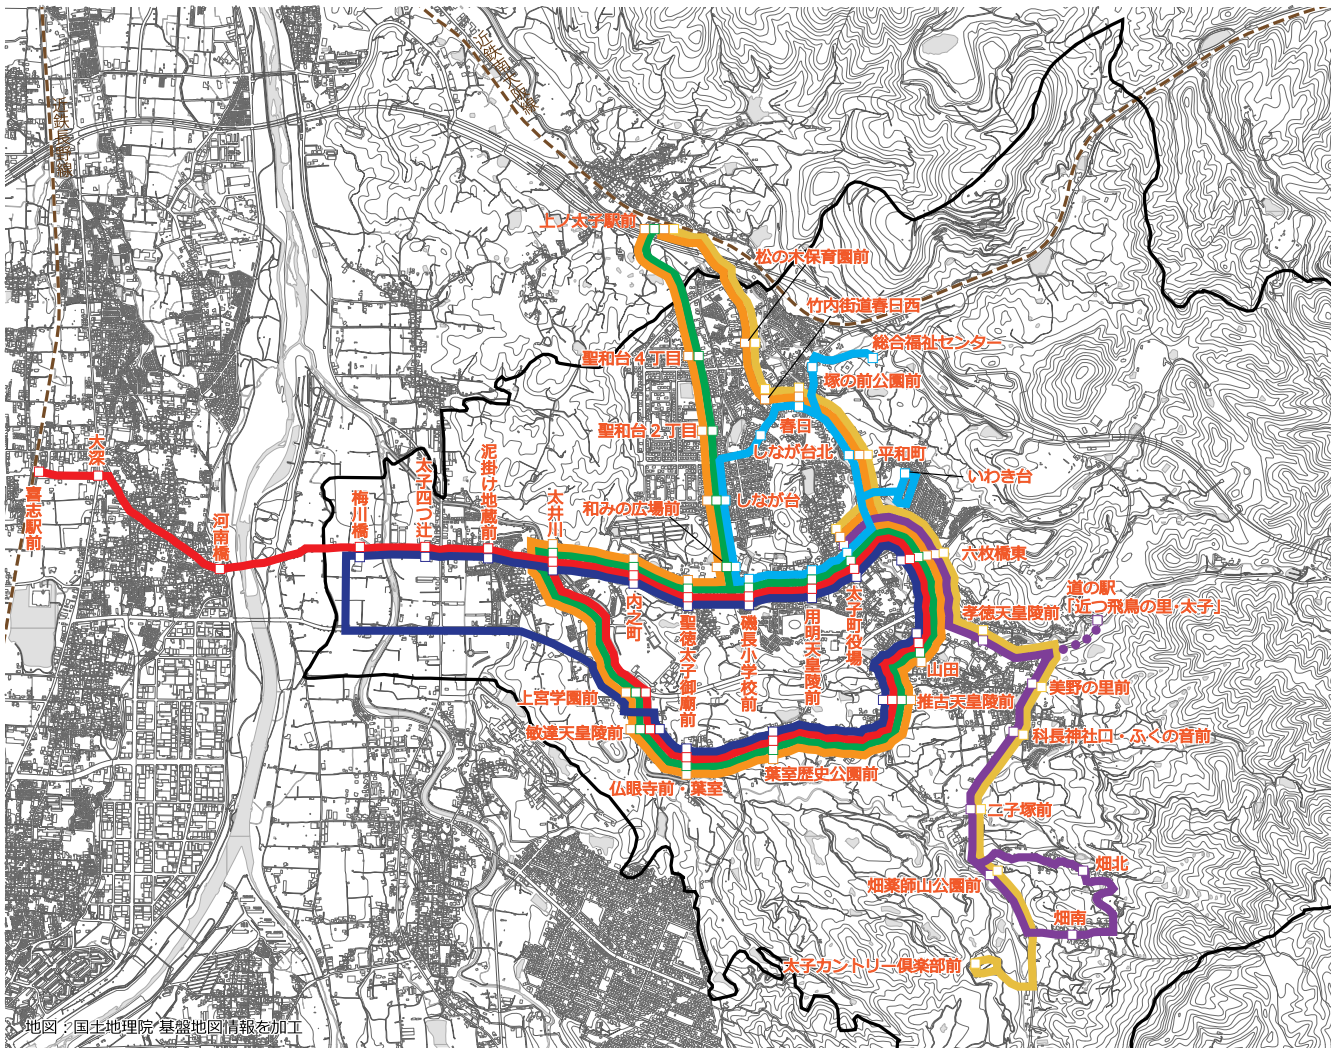 近鉄長野線
近鉄南大阪線
上ノ太子駅前
松の木保育園前
竹内街道春日西
総合福祉センター
聖和台4丁目
塚の前公園前
聖和台2丁目
春日
しなが台北
平和町
大深
太子四つ辻
泥掛け地蔵前
いわき台
喜志駅前
梅川橋
太井川
和みの広場前
しなが台
河南橋
六枚橋東
道の駅
「近つ飛鳥の里・太子」
孝徳天皇陵前
内之町
聖徳太子御廟前
磯長小学校前
用明天皇陵前
太子町役場
山田
美野の里前
上宮学園前
推古天皇陵前
敏達天皇陵前
科長神社口・ふくの音前
葉室歴史公園前
仏眼寺前・葉室
二子塚前
畑北
畑薬師山公園前
畑南
太子カントリー倶楽部前
地図：国土地理院 基盤地図情報を加工